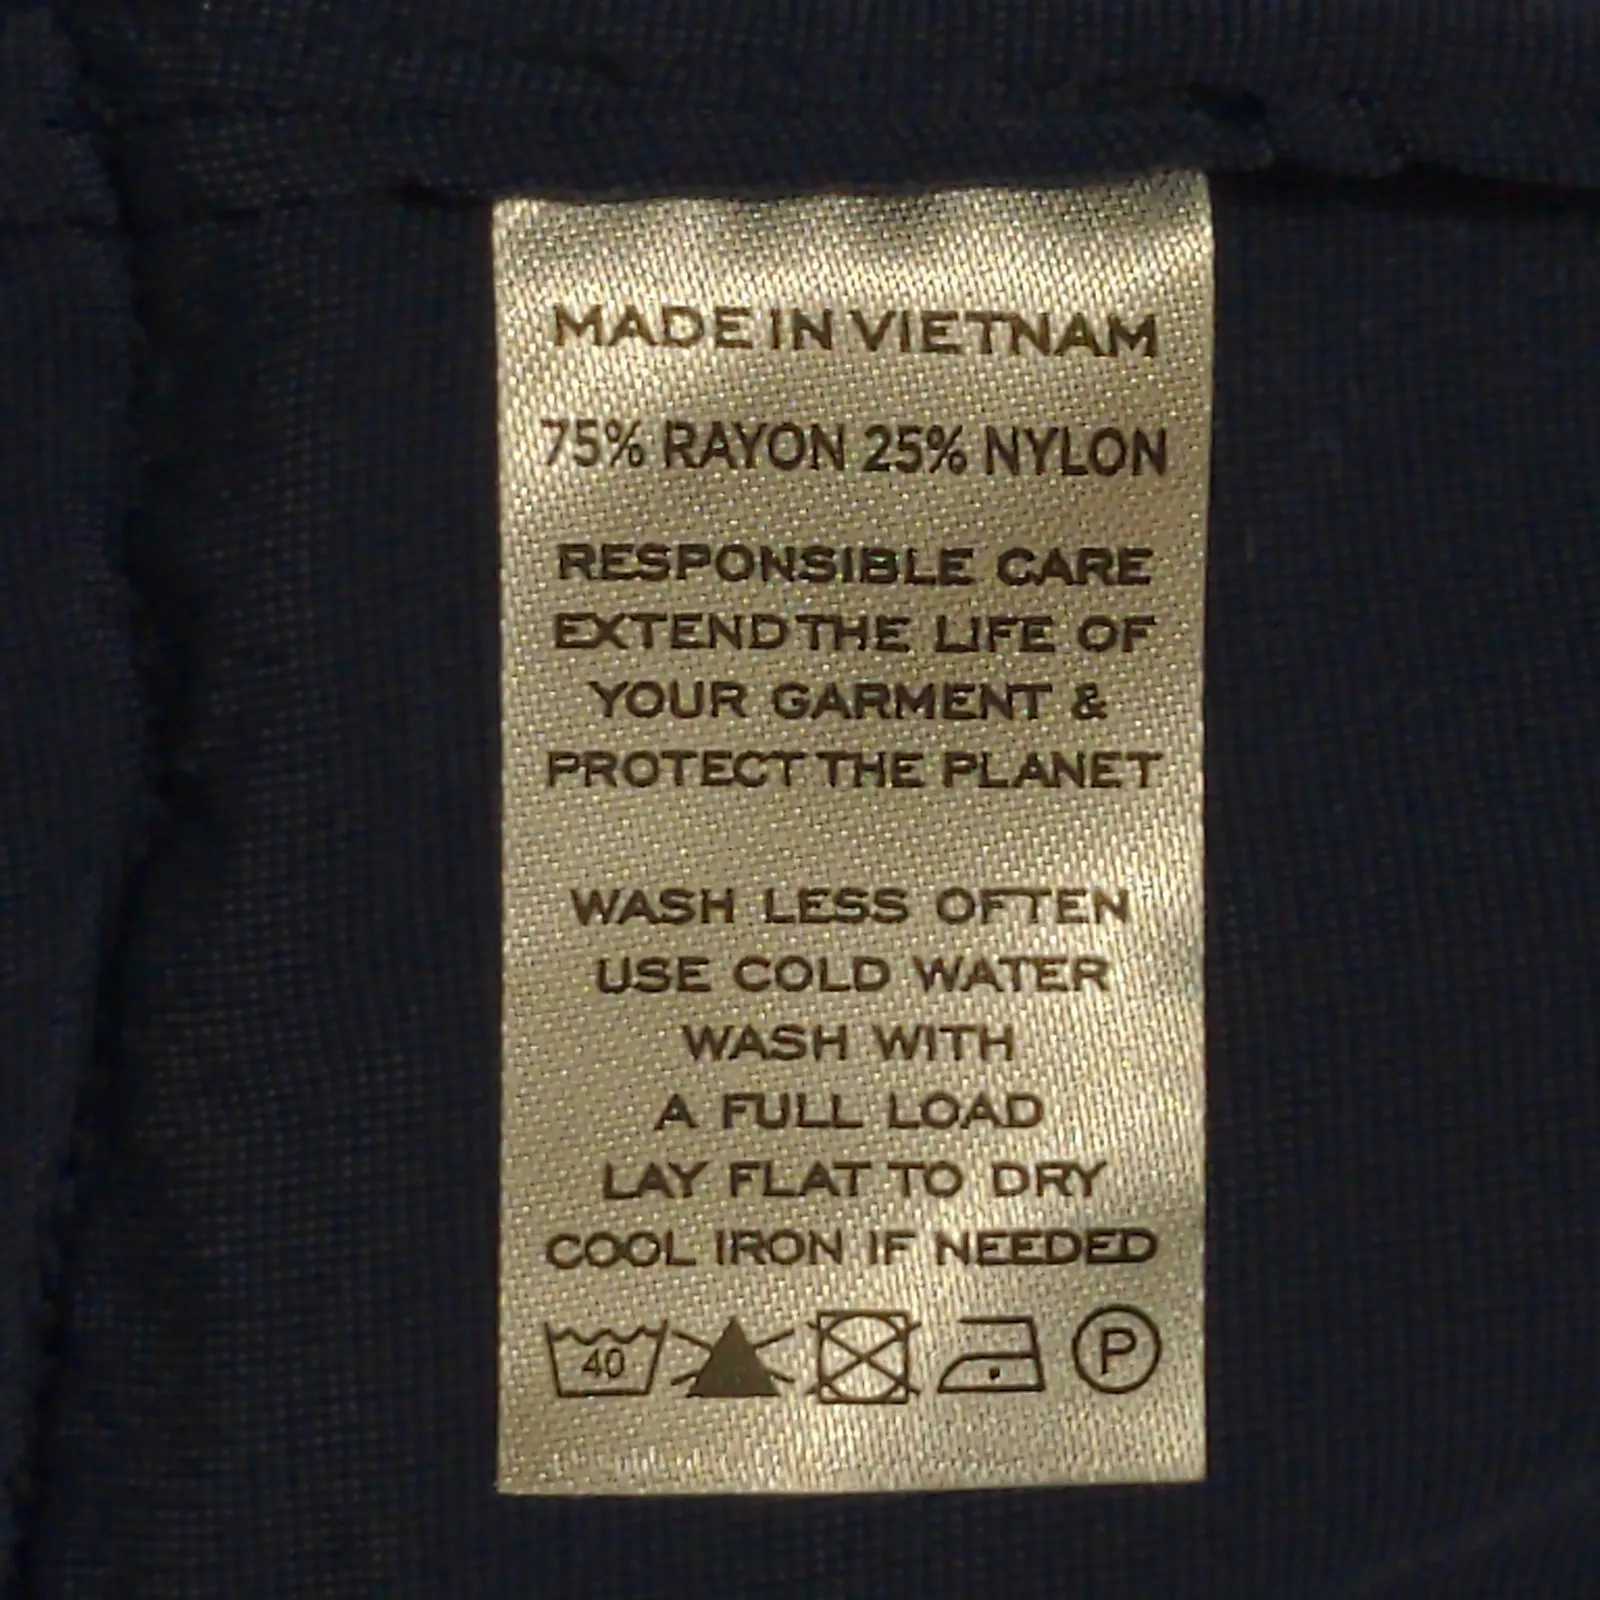 MADE IN VIETNAM
75% RAYON 25% NYLON
RESPONSIBLE CARE
EXTEND THE LIFE OF
YOUR GARMENT &
PROTECT THE PLANET
WASH LESS OFTEN
USE COLD WATER
WASH WITH
A FULL LOAD
LAY FLAT TO DRY
COOL IRON IF NEEDED
40 P